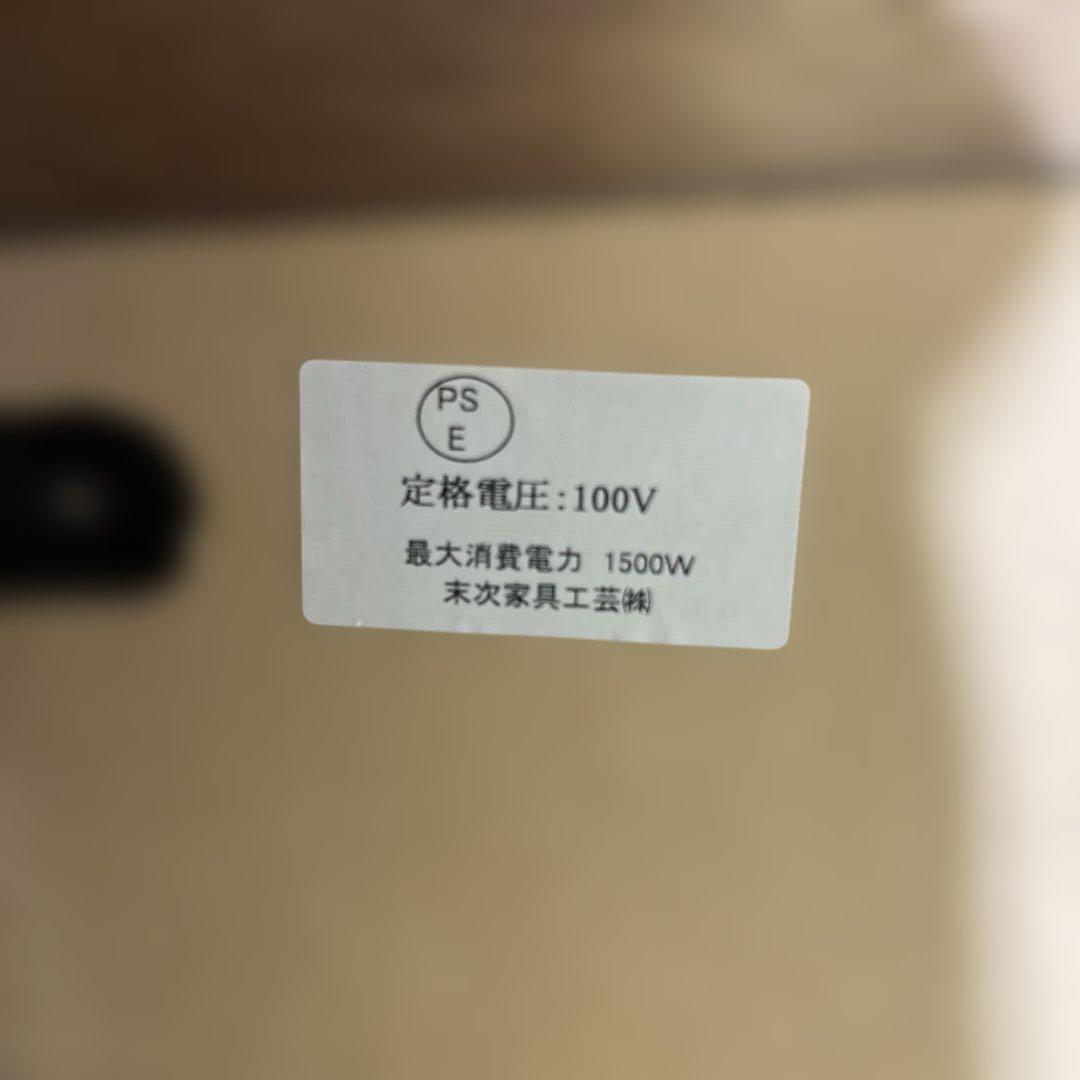 PS
E
定格電圧:100V
最大消費電力 1500W
末次家具工芸㈱